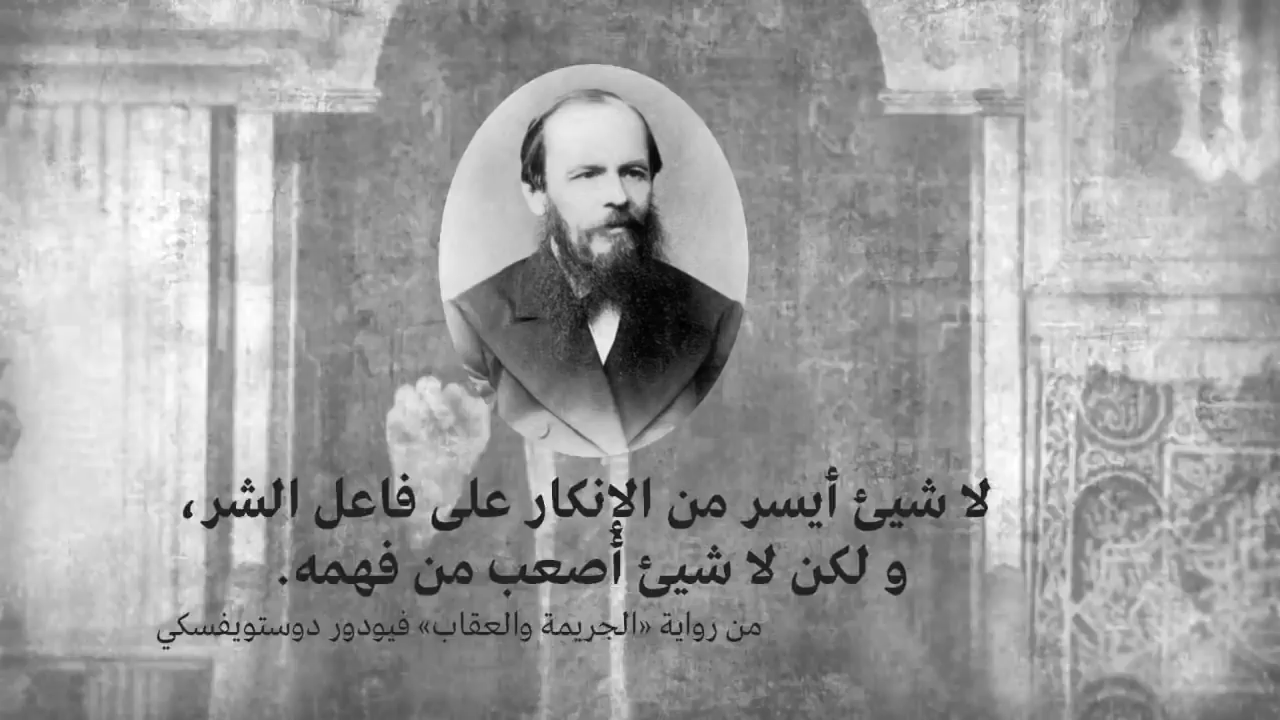 لا شيئ أيسر من الإنكار على فاعل الشر،
و لكن لا شيئ أصعب من فهمه.
من رواية «الجريمة والعقاب» فيودور دوستويفسكي